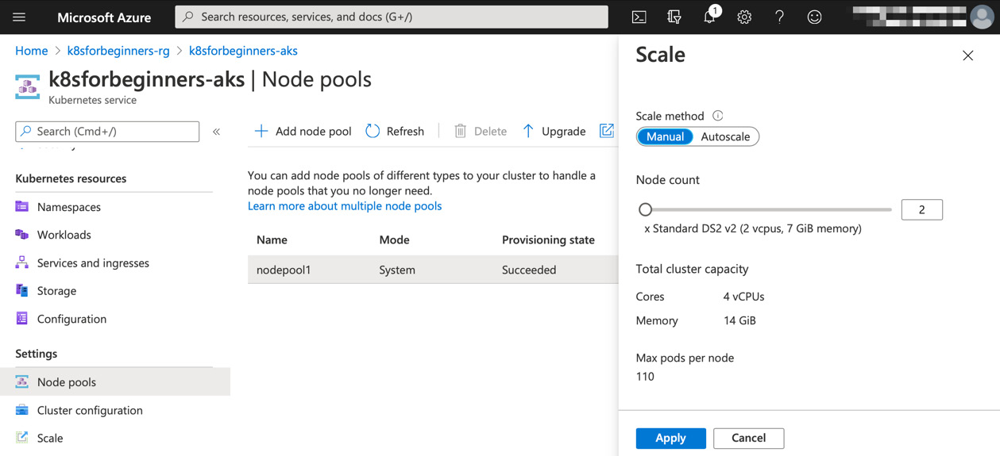 Microsoft Azure
Search resources, services, and docs (G+/)
1
Home > k8sforbeginners-rg > k8sforbeginners-aks
k8sforbeginners-aks | Node pools
Kubernetes service
Search (Cmd+/)
«
Kubernetes resources
Namespaces
Workloads
Services and ingresses
Storage
Configuration
Settings
Node pools
Cluster configuration
Scale
Add node pool Refresh Delete Upgrade
You can add node pools of different types to your cluster to handle a
node pools that you no longer need.
Learn more about multiple node pools
Name Mode Provisioning state
nodepool1 System Succeeded
Scale
Scale method
Manual Autoscale
Node count
2
x Standard DS2 v2 (2 vcpus, 7 GiB memory)
Total cluster capacity
Cores 4 vCPUs
Memory 14 GiB
Max pods per node
110
Apply Cancel